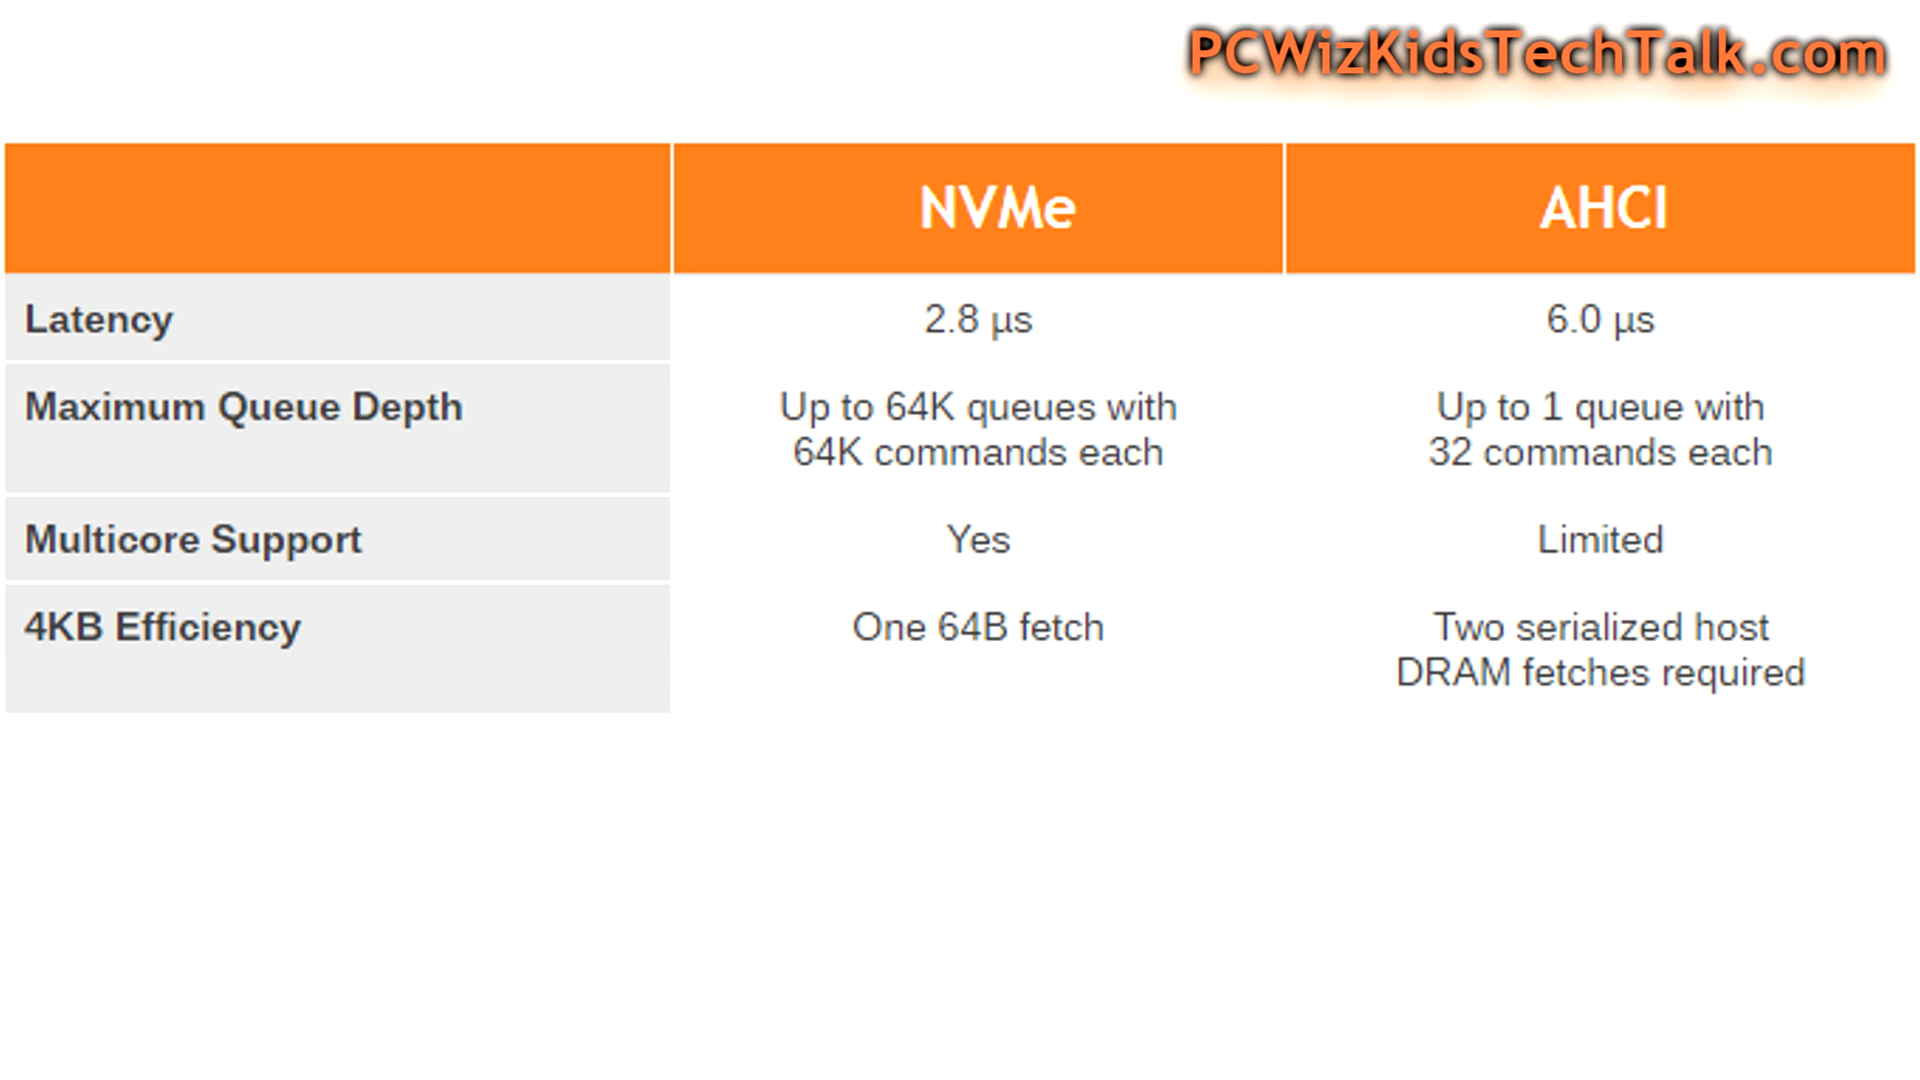 PCWizKidsTechTalk.com
NVMe AHCI
Latency 2.8 µs 6.0 µs
Maximum Queue Depth Up to 64K queues with Up to 1 queue with
64K commands each 32 commands each
Multicore Support Yes Limited
4KB Efficiency One 64B fetch Two serialized host
DRAM fetches required